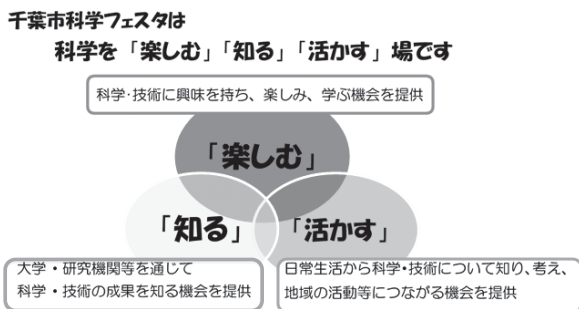 千葉市科学フェスタは
科学を「楽しむ」「知る」「活かす」場です
科学・技術に興味を持ち、楽しみ、学ぶ機会を提供
「楽しむ」
「知る」
「活かす」
大学・研究機関等を通じて
科学・技術の成果を知る機会を提供
日常生活から科学・技術について知り、考え、
地域の活動等につながる機会を提供